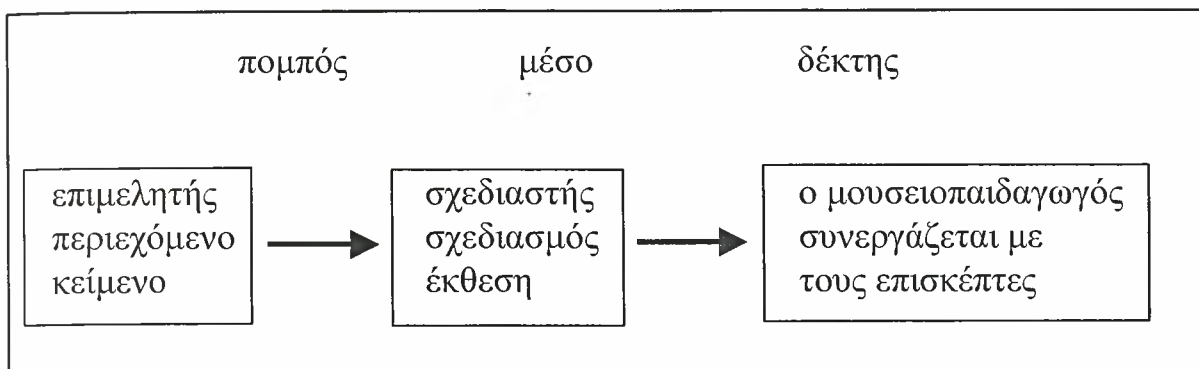 πομπός μέσο δέκτης
επιμελητής
περιεχόμενο
κείμενο
σχεδιαστής
σχεδιασμός
έκθεση
ο μουσειοπαιδαγωγός
συνεργάζεται με
τους επισκέπτες